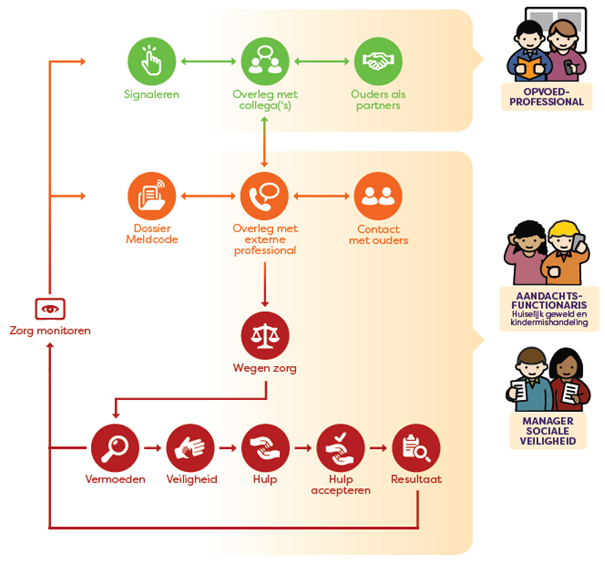 Signaleren
Overleg met
collega('s)
Ouders als
partners
OPVOED-
PROFESSIONAL
Dossier
Meldcode
Overleg met
externe
professional
Contact
met ouders
AANDACHTS-
FUNCTIONARIS
Huiselijk geweld en
kindermishandeling
Zorg monitoren
Wegen zorg
MANAGER
SOCIALE
VEILIGHEID
Vermoeden
Veiligheid
Hulp
Hulp
accepteren
Resultaat